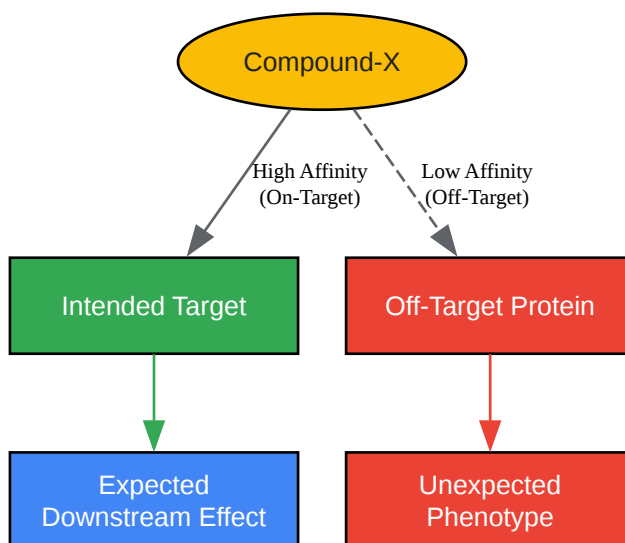 Compound-X
High Affinity
(On-Target)
Low Affinity
(Off-Target)
Intended Target
Off-Target Protein
Expected
Downstream Effect
Unexpected
Phenotype